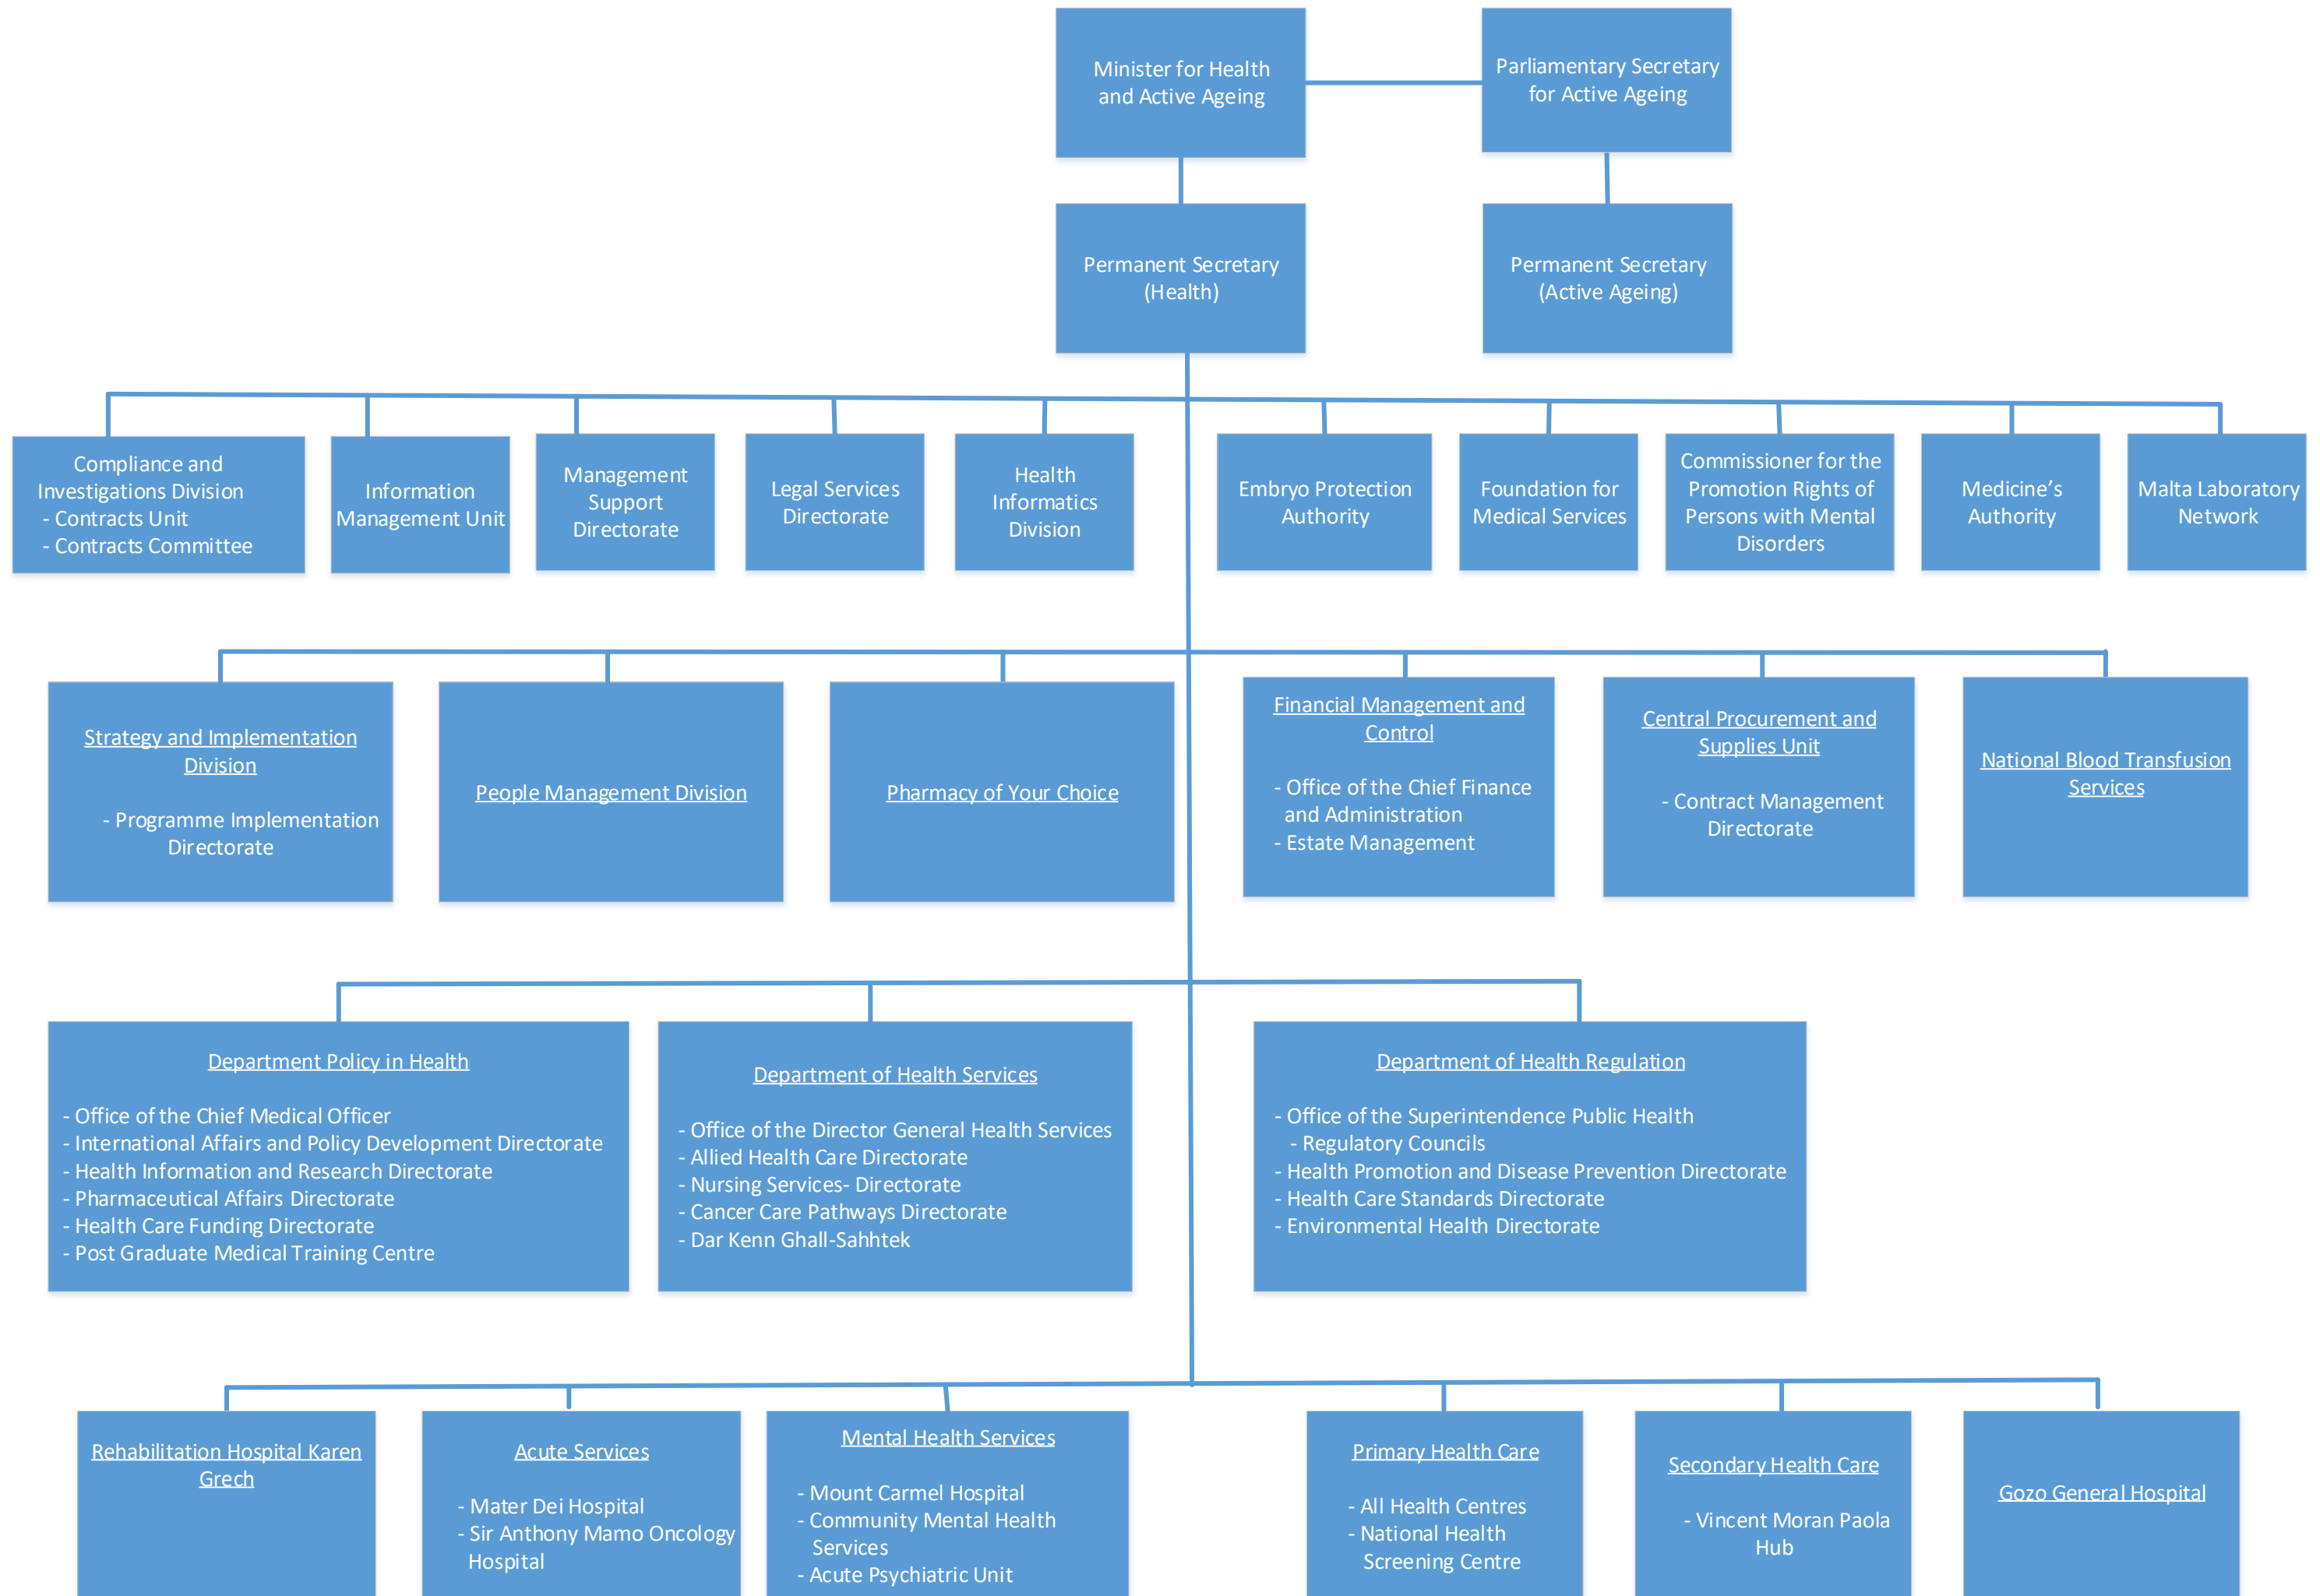 Minister for Health
and Active Ageing
Parliamentary Secretary
for Active Ageing
Permanent Secretary
(Health)
Permanent Secretary
(Active Ageing)
Compliance and
Investigations Division
- Contracts Unit
- Contracts Committee
Information
Management Unit
Management
Support
Directorate
Legal Services
Directorate
Health
Informatics
Division
Embryo Protection
Authority
Foundation for
Medical Services
Commissioner for the
Promotion Rights of
Persons with Mental
Disorders
Medicine’s
Authority
Malta Laboratory
Network
Strategy and Implementation
Division
- Programme Implementation
Directorate
People Management Division
Pharmacy of Your Choice
Financial Management and
Control
- Office of the Chief Finance
and Administration
- Estate Management
Central Procurement and
Supplies Unit
- Contract Management
Directorate
National Blood Transfusion
Services
Department Policy in Health
- Office of the Chief Medical Officer
- International Affairs and Policy Development Directorate
- Health Information and Research Directorate
- Pharmaceutical Affairs Directorate
- Health Care Funding Directorate
- Post Graduate Medical Training Centre
Department of Health Services
- Office of the Director General Health Services
- Allied Health Care Directorate
- Nursing Services- Directorate
- Cancer Care Pathways Directorate
- Dar Kenn Ghall-Sahhtek
Department of Health Regulation
- Office of the Superintendence Public Health
- Regulatory Councils
- Health Promotion and Disease Prevention Directorate
- Health Care Standards Directorate
- Environmental Health Directorate
Rehabilitation Hospital Karen
Grech
Acute Services
- Mater Dei Hospital
- Sir Anthony Mamo Oncology
Hospital
Mental Health Services
- Mount Carmel Hospital
- Community Mental Health
Services
- Acute Psychiatric Unit
Primary Health Care
- All Health Centres
- National Health
Screening Centre
Secondary Health Care
- Vincent Moran Paola
Hub
Gozo General Hospital